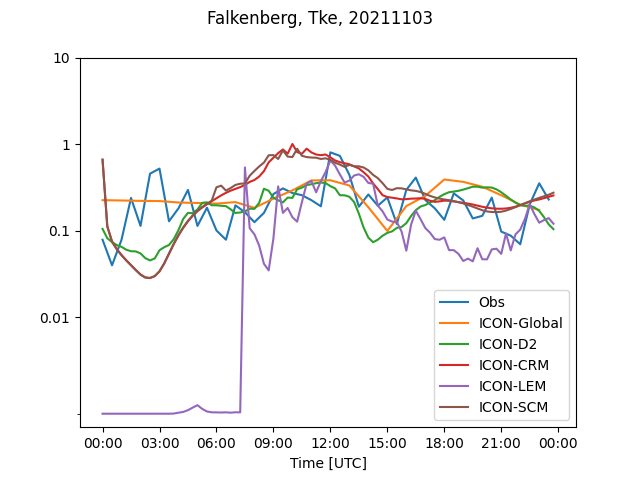 Falkenberg, Tke, 20211103
10
1
0.1
0.01
Obs
ICON-Global
ICON-D2
ICON-CRM
ICON-LEM
ICON-SCM
00:00 03:00 06:00 09:00 12:00 15:00 18:00 21:00 00:00
Time [UTC]